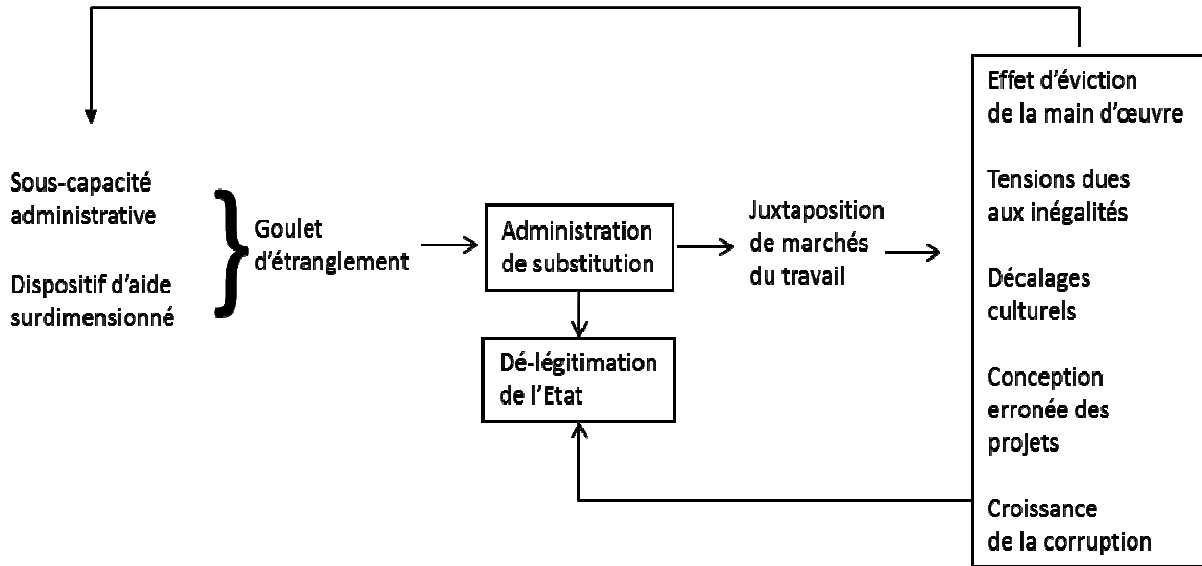 Sous-capacité
administrative
Dispositif d'aide
surdimensionné
Goulet
d'étranglement
Administration
de substitution
Dé-légitimation
de l'Etat
Juxtaposition
de marchés
du travail
Effet d'éviction
de la main d'œuvre
Tensions dues
aux inégalités
Décalages
culturels
Conception
erronée des
projets
Croissance
de la corruption